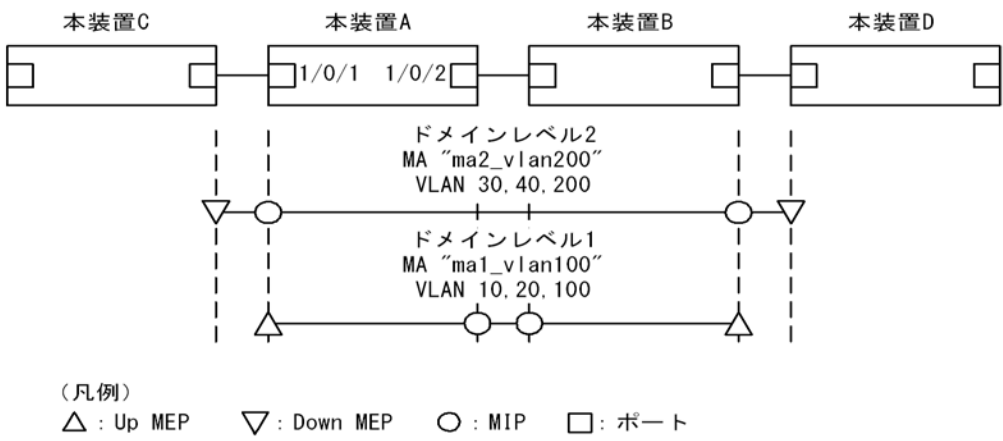 本装置C 本装置A 本装置B 本装置D
1/0/1 1/0/2
ドメインレベル2
MA ″ma2_vlan200″
VLAN 30,40,200
ドメインレベル1
MA ″ma1_vlan100″
VLAN 10,20,100
(凡例)
△:Up MEP ▽:Down MEP ○:MIP □:ポート